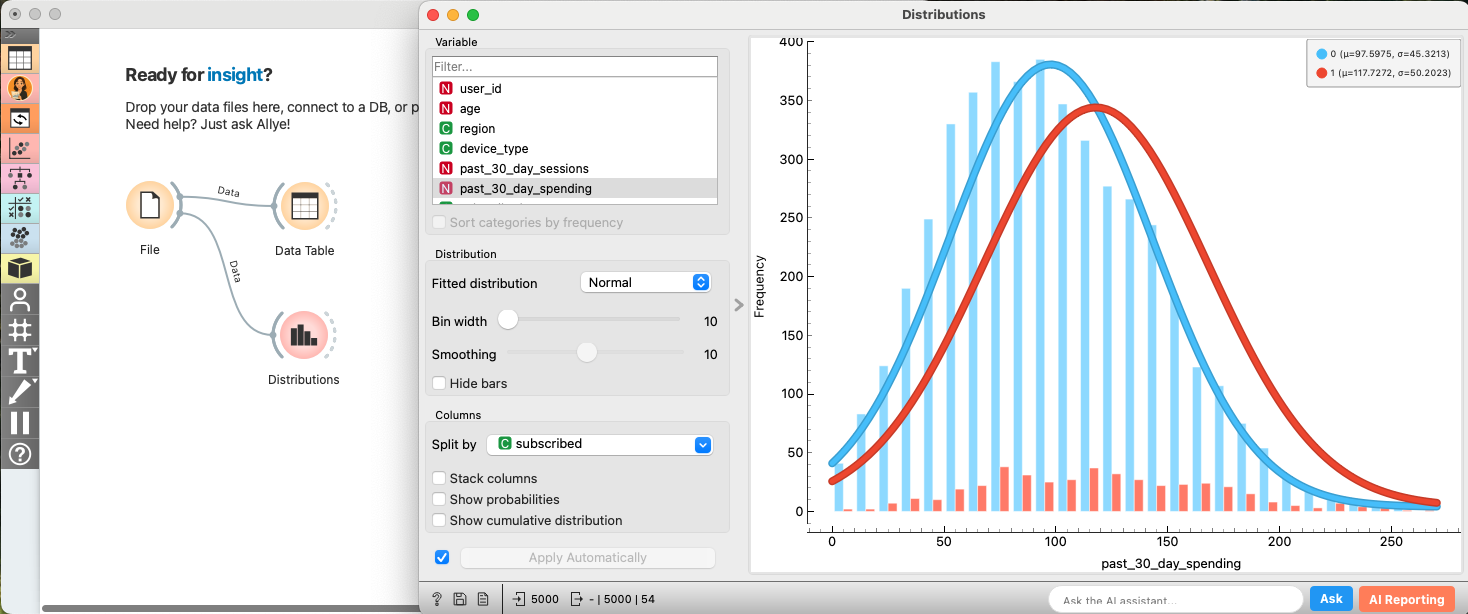 Distributions
>>
Ready for insight?
Drop your data files here, connect to a DB, or p
Need help? Just ask Allye!
Data
Data
File
Data Table
Distributions
T
?
Variable
Filter...
N user_id
N age
C region
C device_type
N past_30_day_sessions
N past_30_day_spending
Sort categories by frequency
Distribution
Fitted distribution Normal
Bin width 10
Smoothing 10
Hide bars
Columns
Split by C subscribed
Stack columns
Show probabilities
Show cumulative distribution
Apply Automatically
? 5000 - | 5000 | 54
0 (μ=97.5975, σ=45.3213)
1 (μ=117.7272, σ=50.2023)
400
350
300
250
200
150
100
50
0
Frequency
0 50 100 150 200 250
past_30_day_spending
Ask the AI assistant... Ask AI Reporting